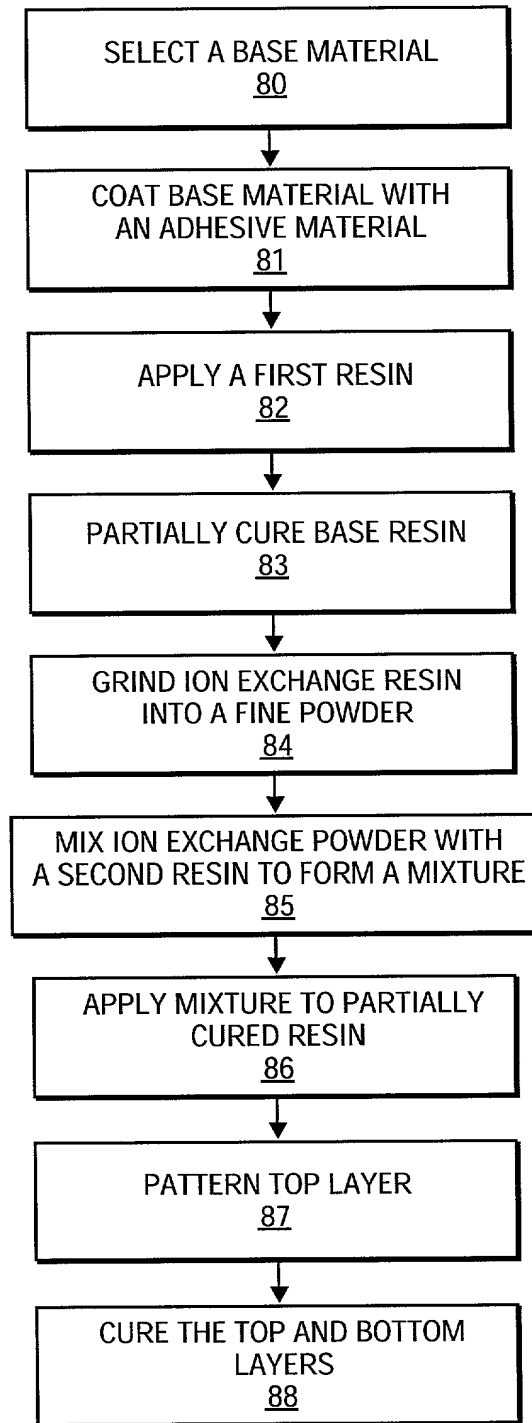 SELECT A BASE MATERIAL
80
COAT BASE MATERIAL WITH
AN ADHESIVE MATERIAL
81
APPLY A FIRST RESIN
82
PARTIALLY CURE BASE RESIN
83
GRIND ION EXCHANGE RESIN
INTO A FINE POWDER
84
MIX ION EXCHANGE POWDER WITH
A SECOND RESIN TO FORM A MIXTURE
85
APPLY MIXTURE TO PARTIALLY
CURED RESIN
86
PATTERN TOP LAYER
87
CURE THE TOP AND BOTTOM
LAYERS
88